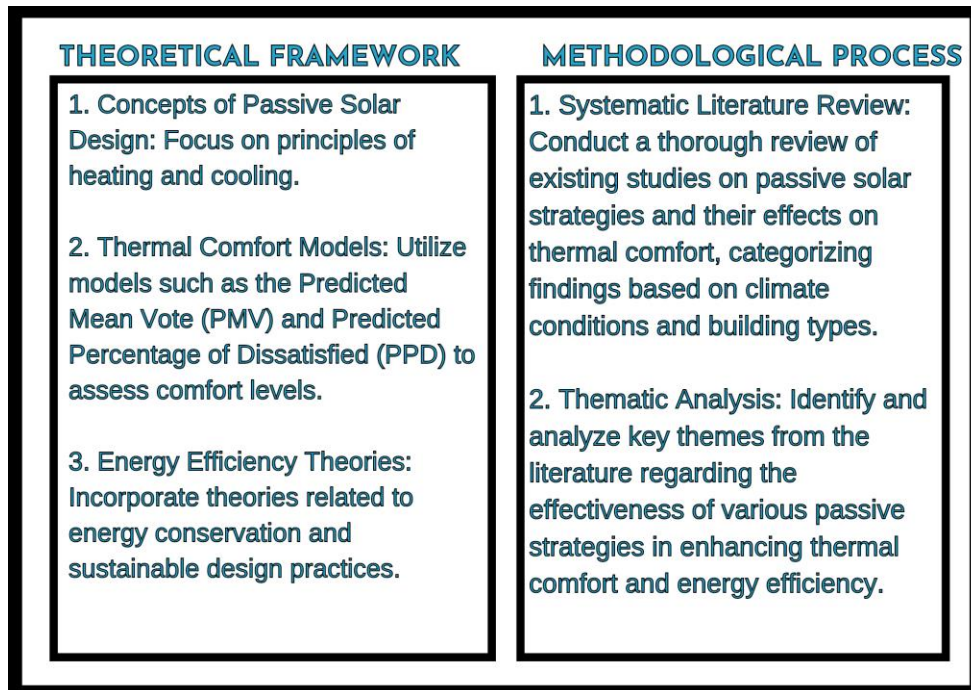 THEORETICAL FRAMEWORK
1. Concepts of Passive Solar
Design: Focus on principles of
heating and cooling.
2. Thermal Comfort Models: Utilize
models such as the Predicted
Mean Vote (PMV) and Predicted
Percentage of Dissatisfied (PPD) to
assess comfort levels.
3. Energy Efficiency Theories:
Incorporate theories related to
energy conservation and
sustainable design practices.
METHODOLOGICAL PROCESS
1. Systematic Literature Review:
Conduct a thorough review of
existing studies on passive solar
strategies and their effects on
thermal comfort, categorizing
findings based on climate
conditions and building types.
2. Thematic Analysis: Identify and
analyze key themes from the
literature regarding the
effectiveness of various passive
strategies in enhancing thermal
comfort and energy efficiency.